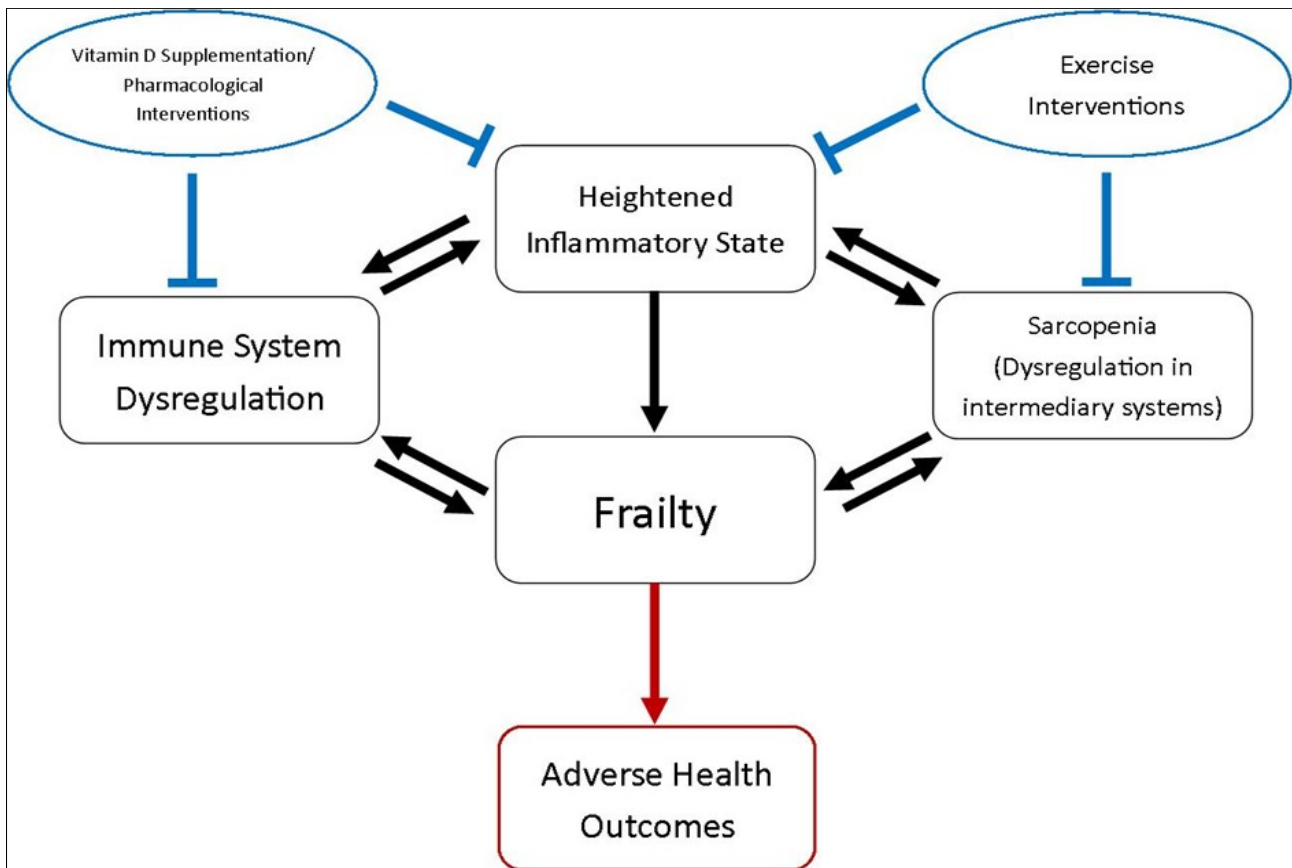 Vitamin D Supplementation/
Pharmacological
Interventions
Exercise
Interventions
Heightened
Inflammatory State
Immune System
Dysregulation
Sarcopenia
(Dysregulation in
intermediary systems)
Frailty
Adverse Health
Outcomes